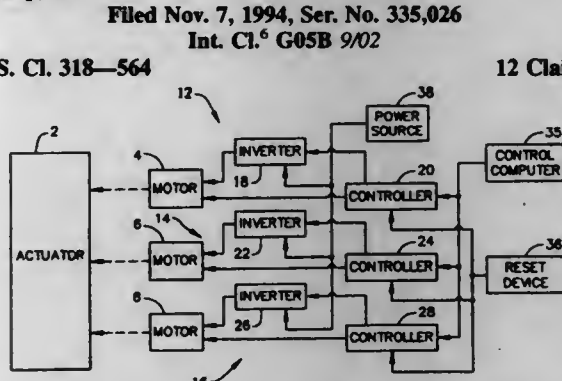 Filed Nov. 7, 1994, Ser. No. 335,026
Int. Cl.⁶ G05B 9/02
S. Cl. 318—564
12 Clai
12
38
POWER SOURCE
2
4
INVERTER
20
35
MOTOR
18
CONTROLLER
CONTROL COMPUTER
14
6
INVERTER
24
36
ACTUATOR
MOTOR
22
CONTROLLER
RESET DEVICE
8
INVERTER
28
MOTOR
26
CONTROLLER
16